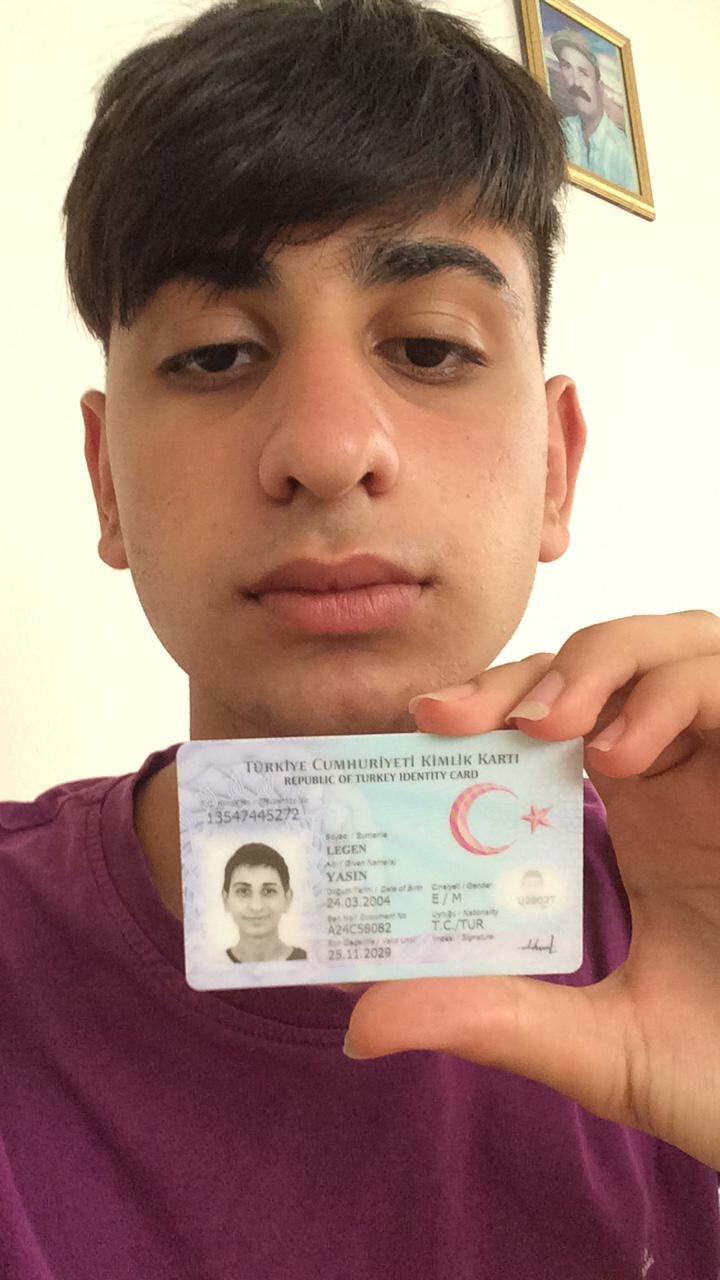 TÜRKİYE CUMHURİYETİ KİMLİK KARTI
REPUBLIC OF TURKEY IDENTITY CARD
13547445272
Soyadı / Surname
LEGEN
Adı / Given Name(s)
YASIN
Doğum Tarihi / Date of Birth Cinsiyeti / Gender
24.03.2004 E / M
Seri No / Document No Uyruğu / Nationality
A24C58082 T.C./TUR
Son Geçerlilik / Valid Until İmzası / Signature
25.11.2029